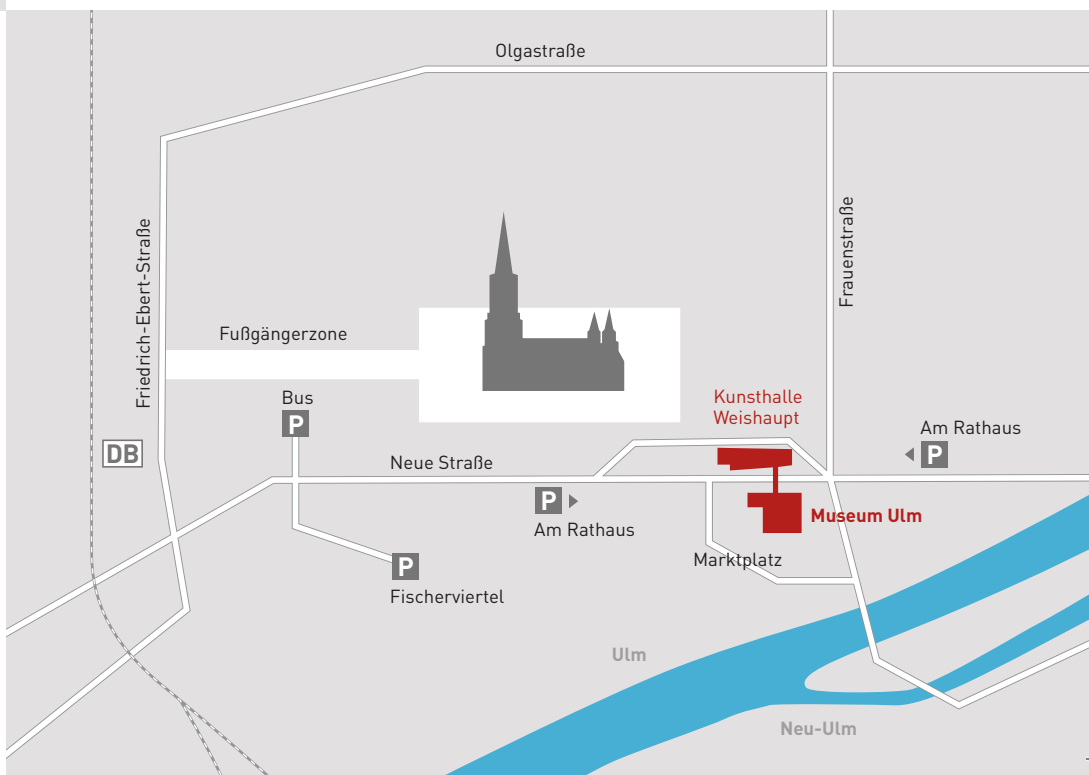 Olgastraße
Friedrich-Ebert-Straße
Frauenstraße
Fußgängerzone
Bus
P
Kunsthalle
Weishaupt
Am Rathaus
P
DB
Neue Straße
P
Am Rathaus
Museum Ulm
Marktplatz
P
Fischerviertel
Ulm
Neu-Ulm